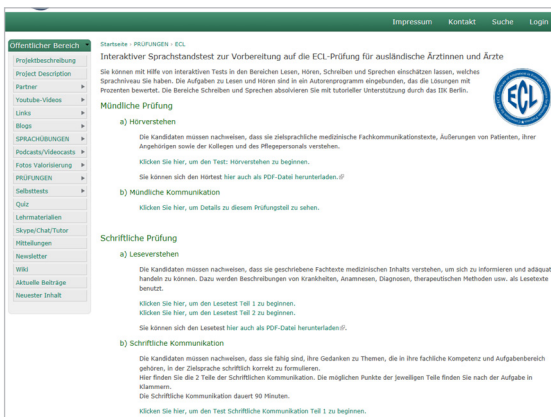 Impressum Kontakt Suche Login
Öffentlicher Bereich
Projektbeschreibung
Project Description
Partner
Youtube-Videos
Links
Blogs
SPRACHÜBUNGEN
Podcasts/Videocasts
Fotos Valorisierung
PRÜFUNGEN
Selbsttests
Quiz
Lehrmaterialien
Skype/Chat/Tutor
Mitteilungen
Newsletter
Wiki
Aktuelle Beiträge
Neuester Inhalt
Startseite › PRÜFUNGEN › ECL
Interaktiver Sprachstandstest zur Vorbereitung auf die ECL-Prüfung für ausländische Ärztinnen und Ärzte
Sie können mit Hilfe von interaktiven Tests in den Bereichen Lesen, Hören, Schreiben und Sprechen einschätzen lassen, welches
Sprachniveau Sie haben. Die Aufgaben zu Lesen und Hören sind in ein Autorenprogramm eingebunden, das die Lösungen mit
Prozenten bewertet. Die Bereiche Schreiben und Sprechen absolvieren Sie mit tutorieller Unterstützung durch das IIK Berlin.
ECL
Mündliche Prüfung
a) Hörverstehen
Die Kandidaten müssen nachweisen, dass sie zielsprachliche medizinische Fachkommunikationstexte, Äußerungen von Patienten, ihrer
Angehörigen sowie der Kollegen und des Pflegepersonals verstehen.
Klicken Sie hier, um den Test: Hörverstehen zu beginnen.
Sie können sich den Hörtest hier auch als PDF-Datei herunterladen.
b) Mündliche Kommunikation
Klicken Sie hier, um Details zu diesem Prüfungsteil zu sehen.
Schriftliche Prüfung
a) Leseverstehen
Die Kandidaten müssen nachweisen, dass sie geschriebene Fachtexte medizinischen Inhalts verstehen, um sich zu informieren und adäquat
handeln zu können. Dazu werden Beschreibungen von Krankheiten, Anamnesen, Diagnosen, therapeutischen Methoden usw. als Lesetexte
benutzt.
Klicken Sie hier, um den Lesetest Teil 1 zu beginnen.
Klicken Sie hier, um den Lesetest Teil 2 zu beginnen.
Sie können sich den Lesetest hier auch als PDF-Datei herunterladen.
b) Schriftliche Kommunikation
Die Kandidaten müssen nachweisen, dass sie fähig sind, ihre Gedanken zu Themen, die in ihre fachliche Kompetenz und Aufgabenbereich
gehören, in der Zielsprache schriftlich korrekt zu formulieren.
Hier finden Sie die 2 Teile der Schriftlichen Kommunikation. Die möglichen Punkte der jeweiligen Teile finden Sie nach der Aufgabe in
Klammern.
Die Schriftliche Kommunikation dauert 90 Minuten.
Klicken Sie hier, um den Test Schriftliche Kommunikation Teil 1 zu beginnen.